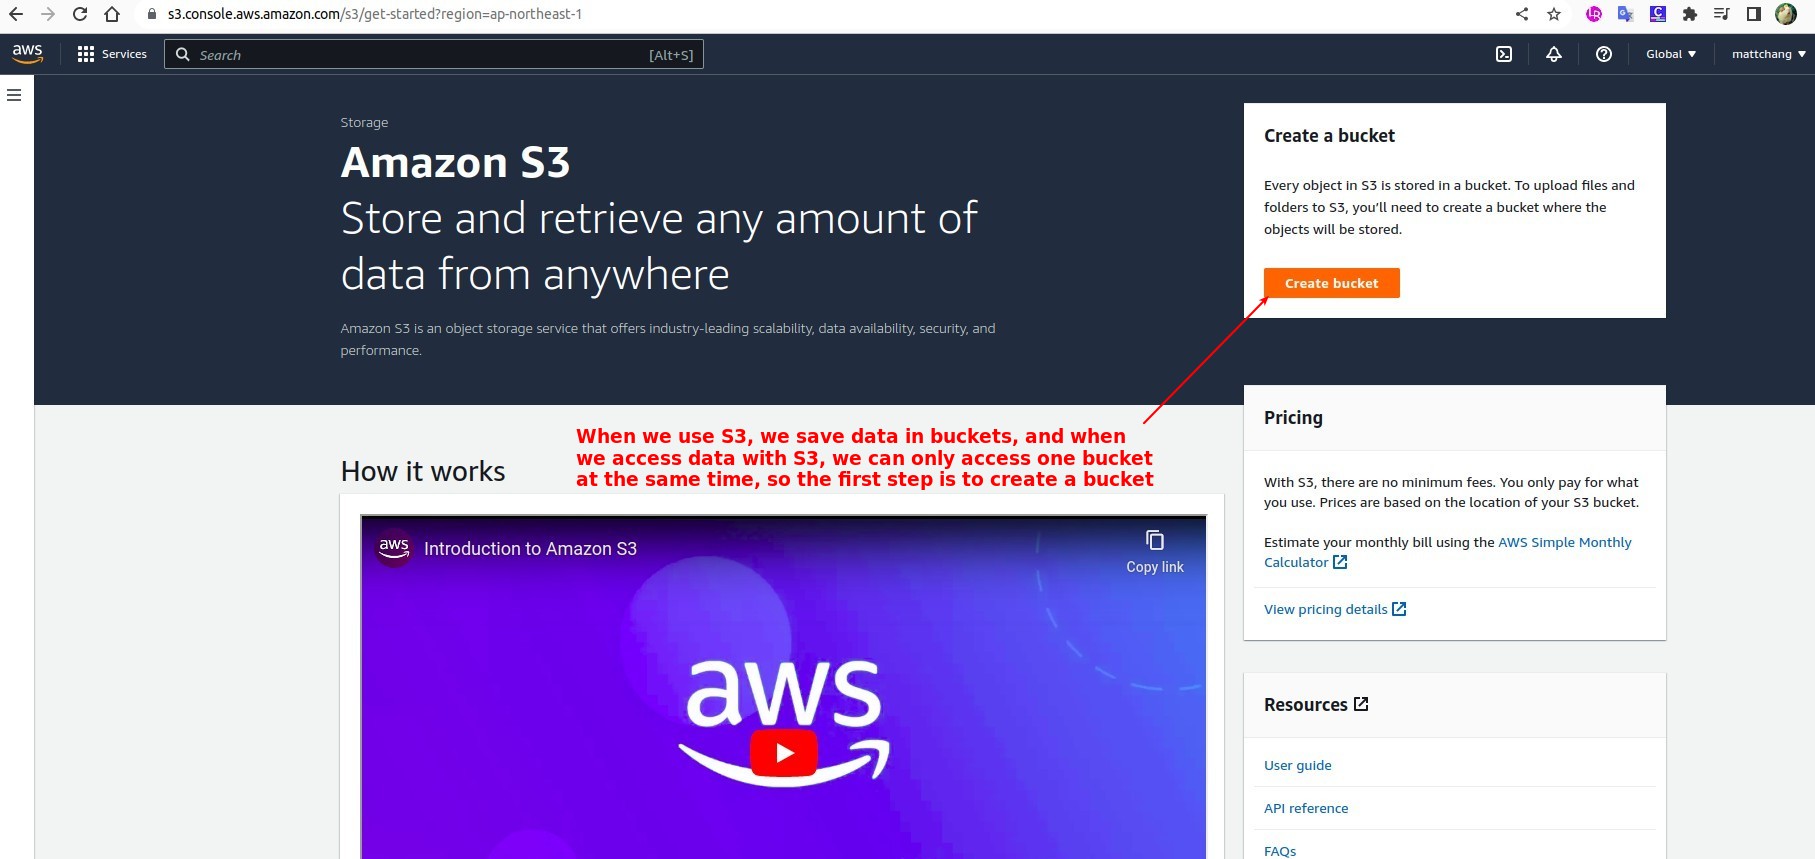 s3.console.aws.amazon.com/s3/get-started?region=ap-northeast-1
aws
Services
Search
[Alt+S]
Global
mattchang
Storage
Amazon S3
Store and retrieve any amount of
data from anywhere
Amazon S3 is an object storage service that offers industry-leading scalability, data availability, security, and
performance.
Create a bucket
Every object in S3 is stored in a bucket. To upload files and
folders to S3, you’ll need to create a bucket where the
objects will be stored.
Create bucket
When we use S3, we save data in buckets, and when
we access data with S3, we can only access one bucket
at the same time, so the first step is to create a bucket
How it works
aws
Introduction to Amazon S3
Copy link
aws
Pricing
With S3, there are no minimum fees. You only pay for what
you use. Prices are based on the location of your S3 bucket.
Estimate your monthly bill using the AWS Simple Monthly
Calculator
View pricing details
Resources
User guide
API reference
FAQs